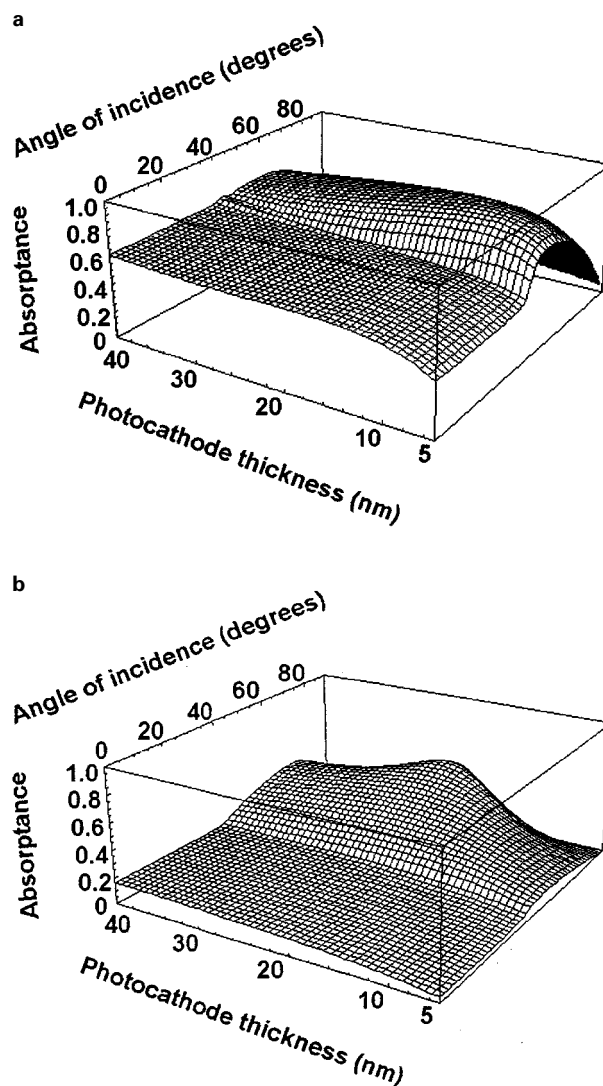 a
Angle of incidence (degrees)
0 20 40 60 80
Absorptance
1.0
0.8
0.6
0.4
0.2
0
40 30 20 10 5
Photocathode thickness (nm)
b
Angle of incidence (degrees)
0 20 40 60 80
Absorptance
1.0
0.8
0.6
0.4
0.2
0
40 30 20 10 5
Photocathode thickness (nm)